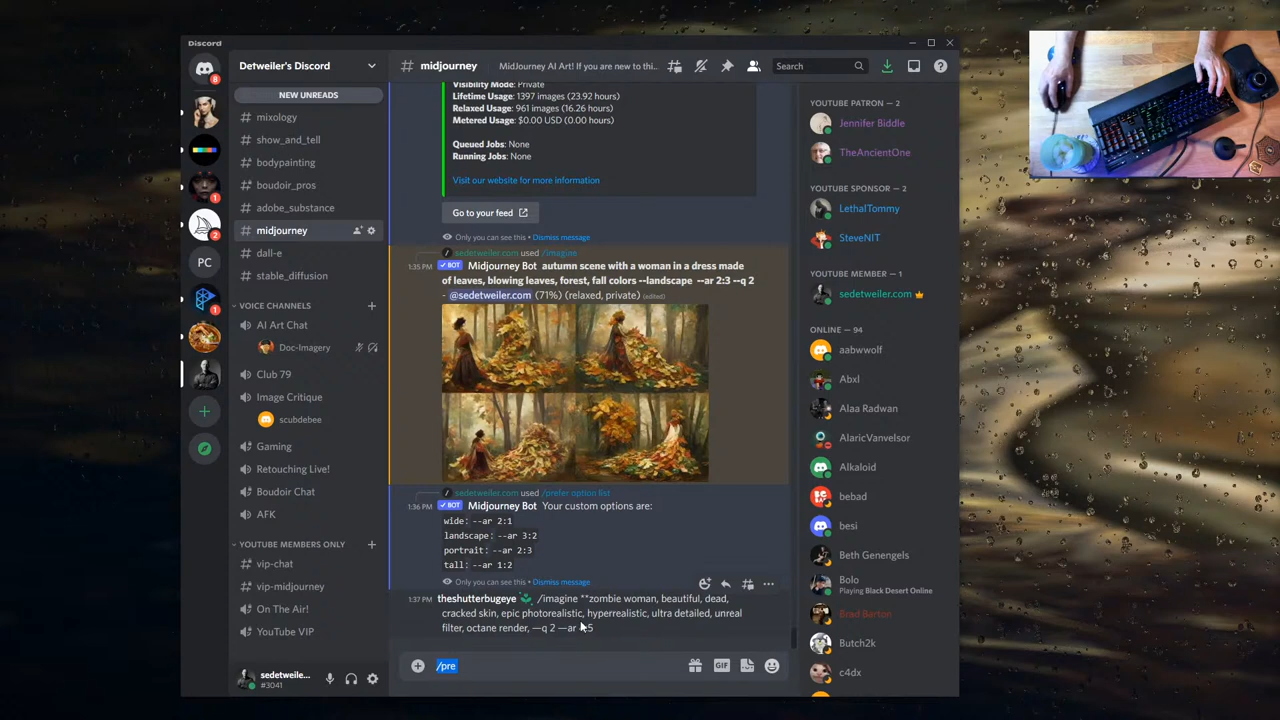 Discord
8
1
2
PC
1
Detweiler's Discord
NEW UNREADS
mixology
show_and_tell
bodypainting
boudoir_pros
adobe_substance
midjourney
dall-e
stable_diffusion
VOICE CHANNELS
AI Art Chat
Doc-Imagery
Club 79
Image Critique
scubdebee
Gaming
Retouching Live!
Boudoir Chat
AFK
YOUTUBE MEMBERS ONLY
vip-chat
vip-midjourney
On The Air!
YouTube VIP
sedetweile...
#3041
# midjourney MidJourney AI Art! If you are new to thi...
Search
Visibility Mode: Private
Lifetime Usage: 1397 images (23.92 hours)
Relaxed Usage: 961 images (16.26 hours)
Metered Usage: $0.00 USD (0.00 hours)
Queued Jobs: None
Running Jobs: None
Visit our website for more information
Go to your feed
Only you can see this • Dismiss message
sedetweiler.com used /imagine
1:35 PM ✓ BOT Midjourney Bot autumn scene with a woman in a dress made
of leaves, blowing leaves, forest, fall colors --landscape --ar 2:3 --q 2
- @sedetweiler.com (71%) (relaxed, private) (edited)
sedetweiler.com used /prefer option list
1:36 PM ✓ BOT Midjourney Bot Your custom options are:
wide: --ar 2:1
landscape: --ar 3:2
portrait: --ar 2:3
tall: --ar 1:2
Only you can see this • Dismiss message
1:37 PM theshutterbugeye /imagine **zombie woman, beautiful, dead,
cracked skin, epic photorealistic, hyperrealistic, ultra detailed, unreal
filter, octane render, —q 2 —ar
/pre
GIF
YOUTUBE PATRON — 2
Jennifer Biddle
TheAncientOne
YOUTUBE SPONSOR — 2
LethalTommy
SteveNIT
YOUTUBE MEMBER — 1
sedetweiler.com
ONLINE — 94
aabwwolf
Abxl
Alaa Radwan
AlaricVanvelsor
Alkaloid
bebad
besi
Beth Genengels
Bolo
Playing Black Desert Online
Brad Barton
Butch2k
c4dx